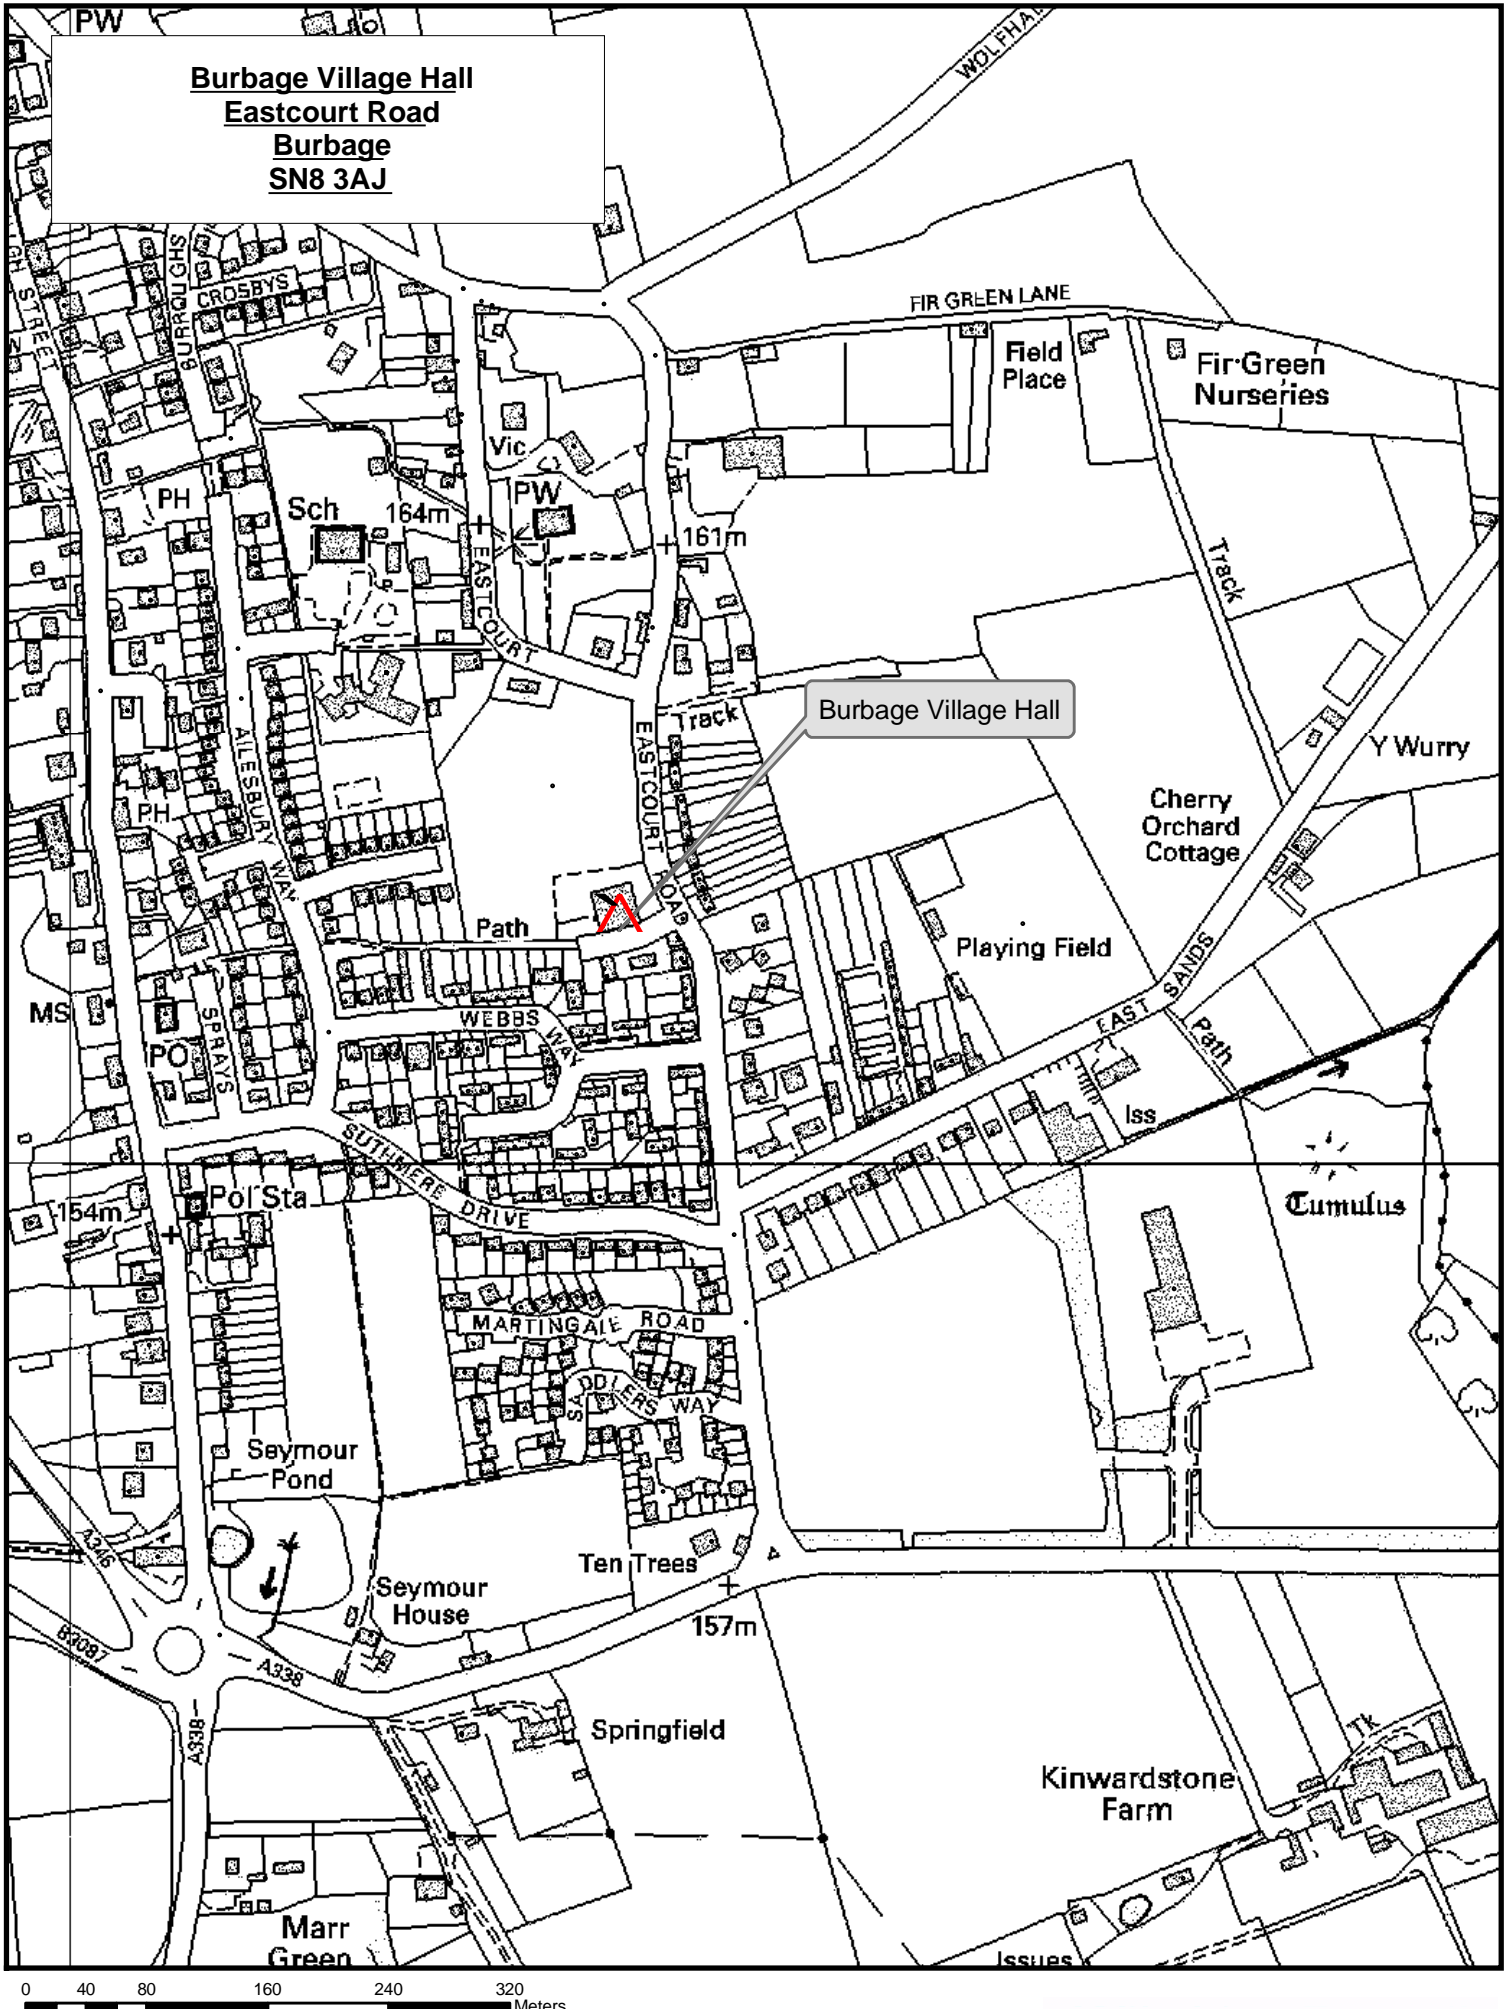 PW
Burbage Village Hall
Eastcourt Road
Burbage
SN8 3AJ
WOLFHA
STREET
BURROUGHS
CROSBYS
FIR GREEN LANE
Field
Place
Fir Green
Nurseries
Vic
PH
Sch
164m
PW
161m
EASTCOURT
Track
Track
Burbage Village Hall
EASTCOURT ROAD
Y Wurry
AILESBURY WAY
PH
Cherry
Orchard
Cottage
Path
Playing Field
MS
PO
SPRAYS
WEBBS WAY
EAST SANDS
Path
Iss
SUTHMERE DRIVE
Pol Sta
154m
Tumulus
MARTINGALE ROAD
SADDLERS WAY
Seymour
Pond
A346
Ten Trees
Seymour
House
157m
B3087
A338
A338
Springfield
Tk
Kinwardstone
Farm
Marr
Green
Issues
0 40 80 160 240 320
Meters